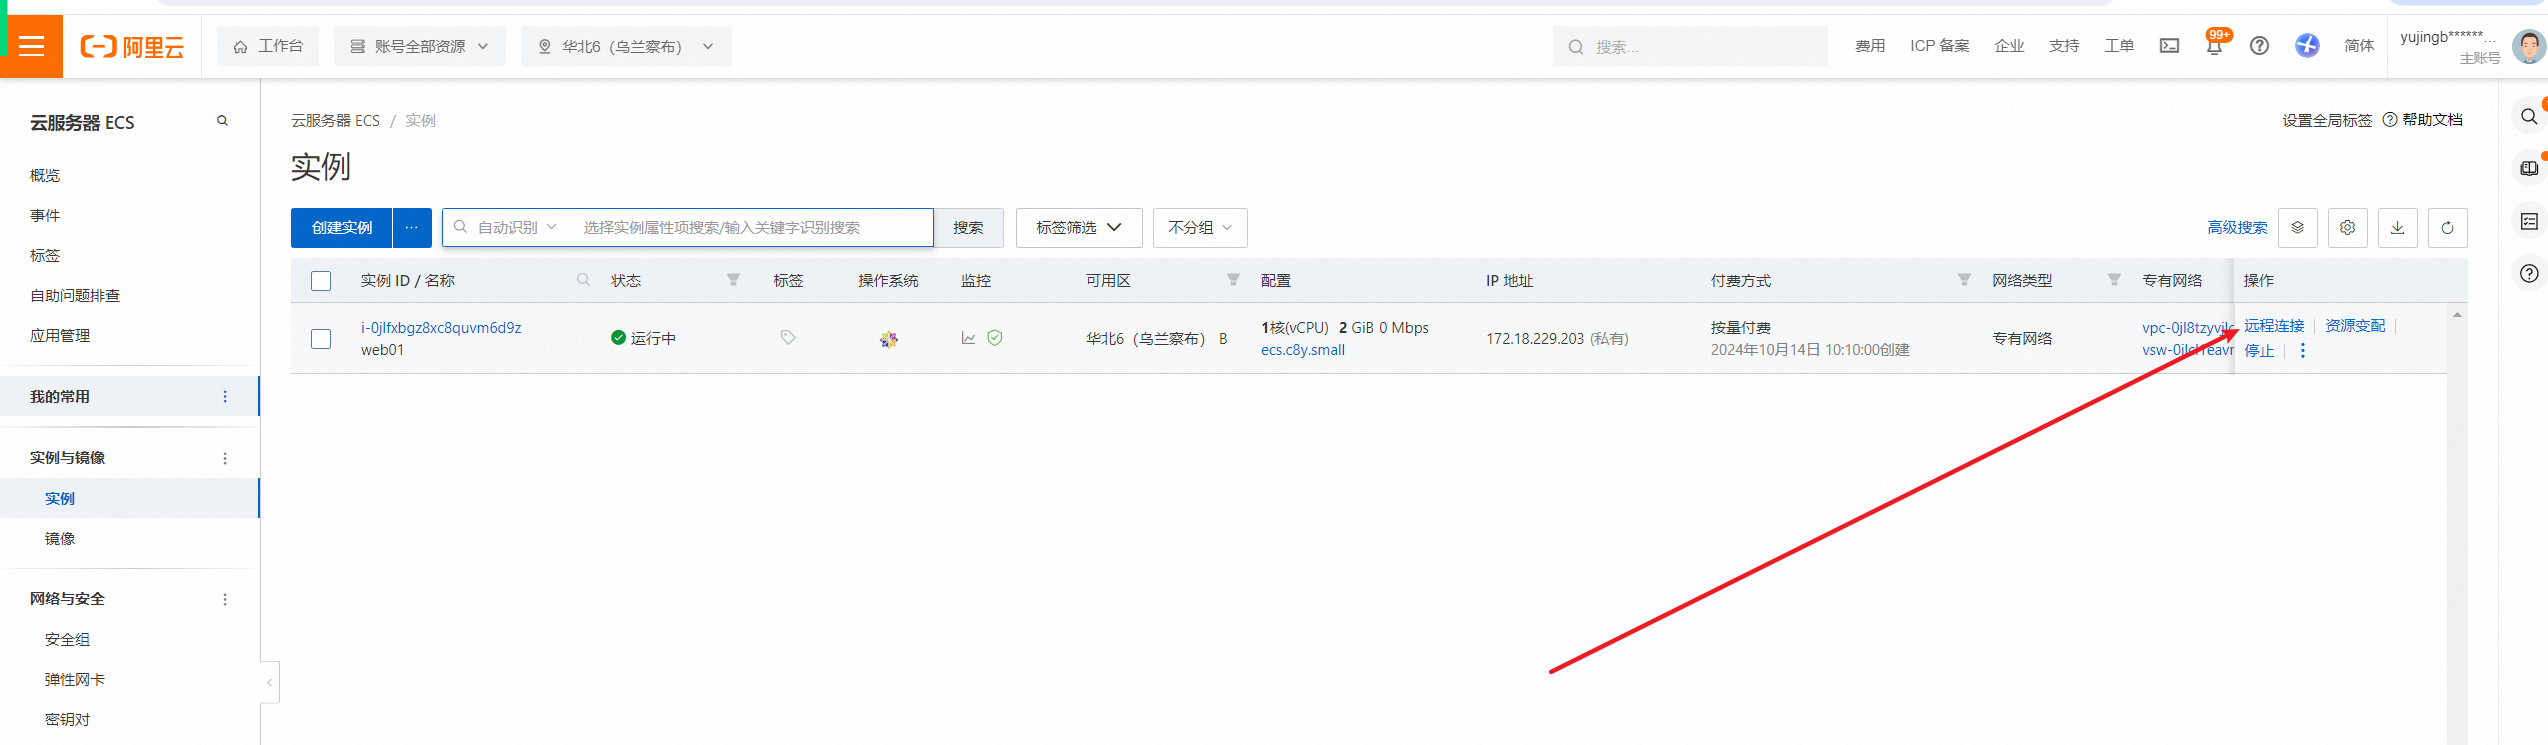 阿里云
工作台
账号全部资源
华北6（乌兰察布）
搜索...
费用
ICP 备案
企业
支持
工单
99+
简体
yujingb******...
主账号
云服务器 ECS
概览
事件
标签
自助问题排查
应用管理
我的常用
实例与镜像
实例
镜像
网络与安全
安全组
弹性网卡
密钥对
云服务器 ECS / 实例
设置全局标签 帮助文档
实例
创建实例 ... 自动识别 选择实例属性项搜索/输入关键字识别搜索 搜索 标签筛选 不分组 高级搜索
实例 ID / 名称 状态 标签 操作系统 监控 可用区 配置 IP 地址 付费方式 网络类型 专有网络 操作
i-0jlfxbgz8xc8quvm6d9z
web01
运行中
华北6（乌兰察布） B
1核(vCPU) 2 GiB 0 Mbps
ecs.c8y.small
172.18.229.203 (私有)
按量付费
2024年10月14日 10:10:00创建
专有网络
远程连接 资源变配
停止